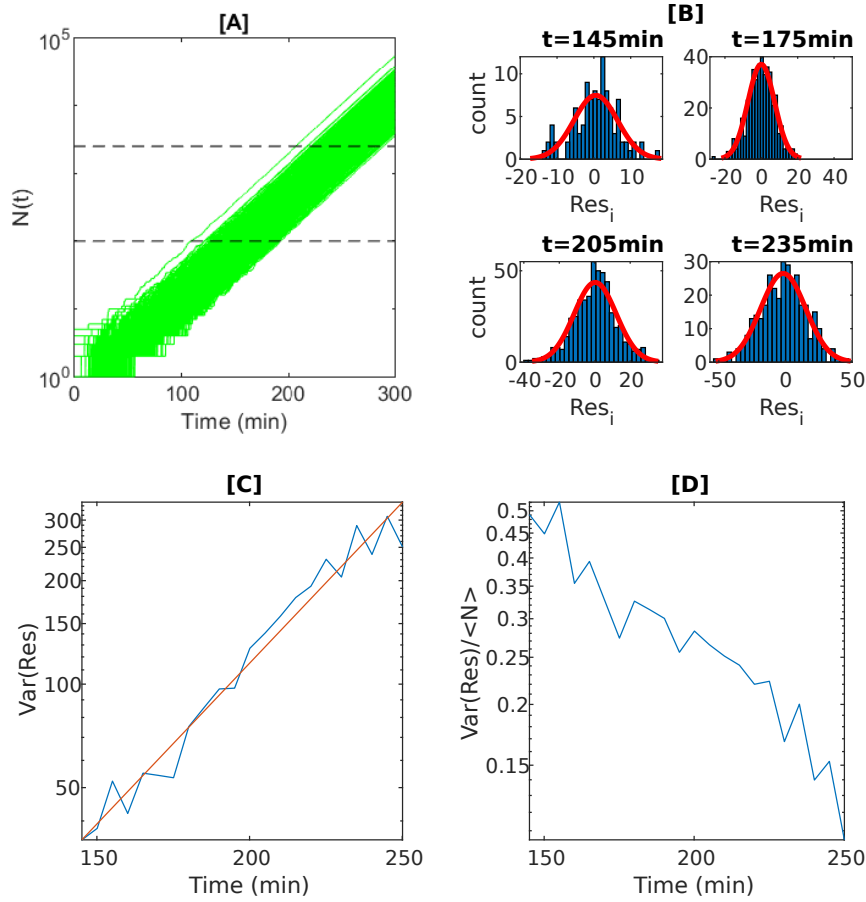 [A]
10^5
N(t)
10^0
0 100 200 300
Time (min)
[B]
t=145min
10
5
0
count
-20 -10 0 10
Res_i
t=175min
40
20
0
-20 0 20 40
Res_i
t=205min
50
0
count
-40 -20 0 20
Res_i
t=235min
30
20
10
0
-50 0 50
Res_i
[C]
300
250
200
150
100
50
Var(Res)
150 200 250
Time (min)
[D]
0.5
0.45
0.4
0.35
0.3
0.25
0.2
0.15
Var(Res)/<N>
150 200 250
Time (min)